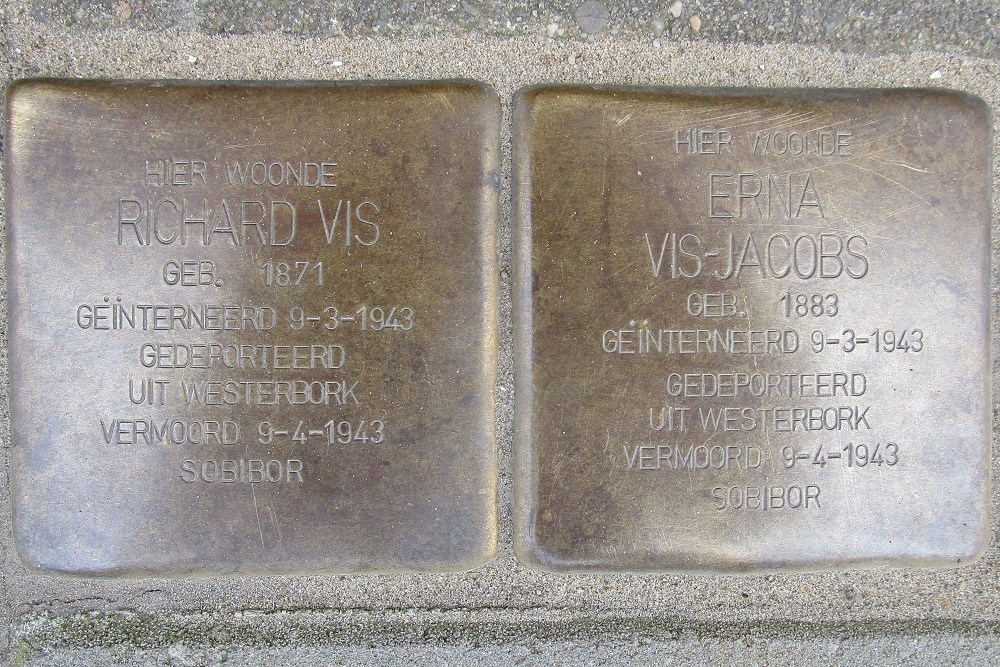 HIER WOONDE
RICHARD VIS
GEB. 1871
GEÏNTERNEERD 9-3-1943
GEDEPORTEERD
UIT WESTERBORK
VERMOORD 9-4-1943
SOBIBOR
HIER WOONDE
ERNA
VIS-JACOBS
GEB. 1883
GEÏNTERNEERD 9-3-1943
GEDEPORTEERD
UIT WESTERBORK
VERMOORD 9-4-1943
SOBIBOR